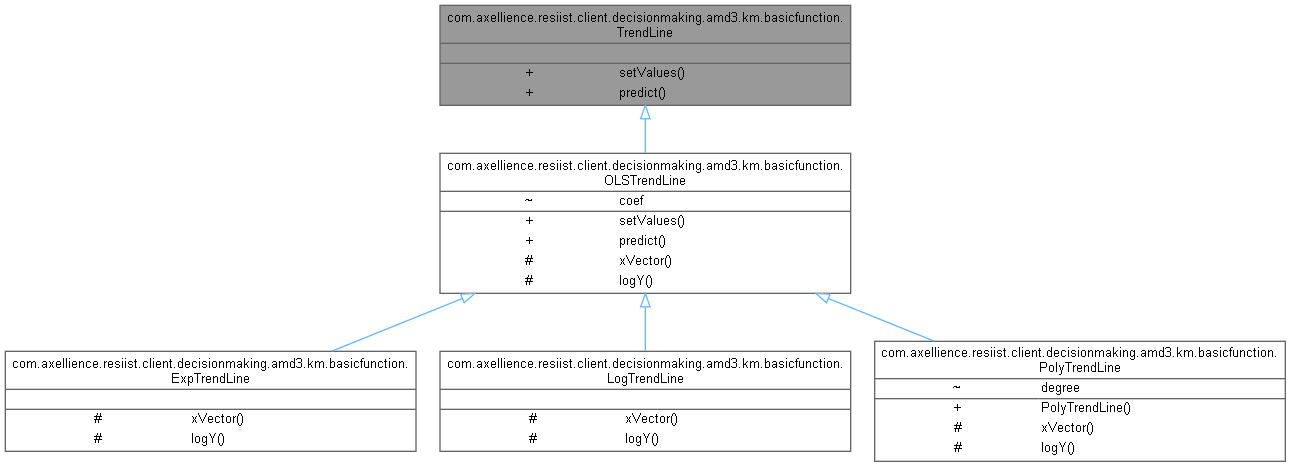 com.axellience.resiist.client.decisionmaking.amd3.km.basicfunction.
TrendLine
+ setValues()
+ predict()
com.axellience.resiist.client.decisionmaking.amd3.km.basicfunction.
OLSTrendLine
~ coef
+ setValues()
+ predict()
# xVector()
# logY()
com.axellience.resiist.client.decisionmaking.amd3.km.basicfunction.
ExpTrendLine
# xVector()
# logY()
com.axellience.resiist.client.decisionmaking.amd3.km.basicfunction.
LogTrendLine
# xVector()
# logY()
com.axellience.resiist.client.decisionmaking.amd3.km.basicfunction.
PolyTrendLine
~ degree
+ PolyTrendLine()
# xVector()
# logY()